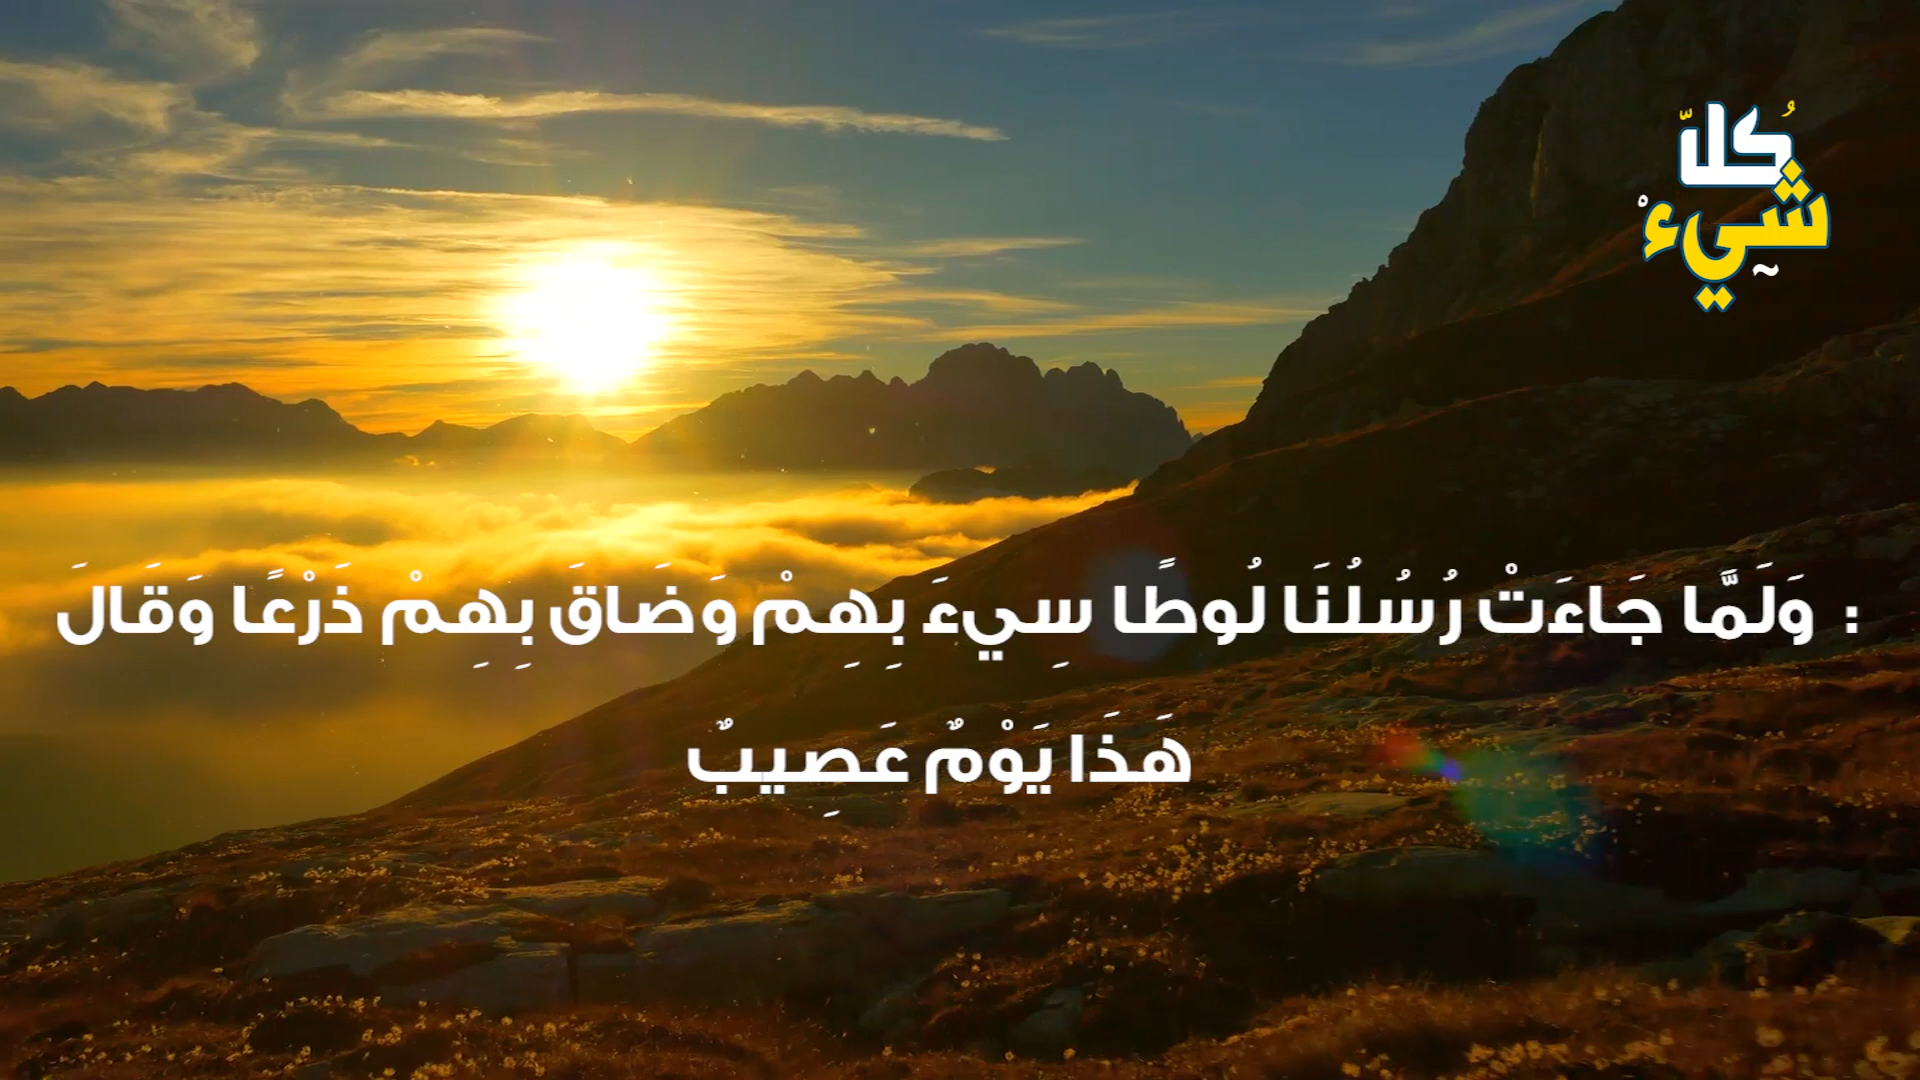 كُلّ
شَيْءٍ
: وَلَمَّا جَاءَتْ رُسُلُنَا لُوطًا سِيءَ بِهِمْ وَضَاقَ بِهِمْ ذَرْعًا وَقَالَ
هَذَا يَوْمٌ عَصِيبٌ